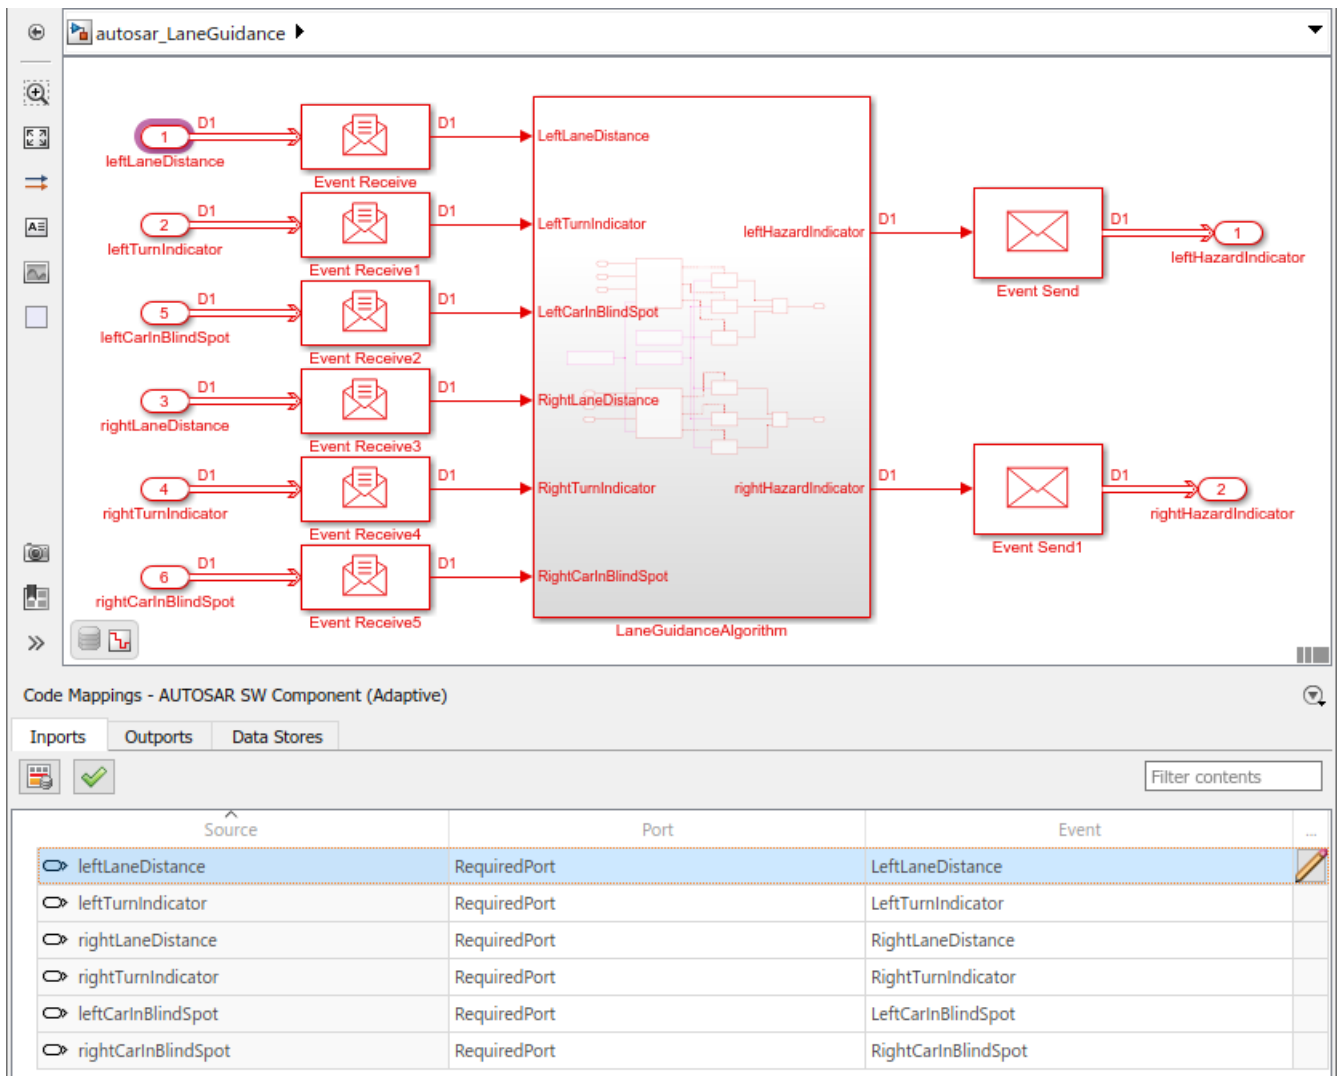 autosar_LaneGuidance
1 D1 D1 LeftLaneDistance
leftLaneDistance
Event Receive
2 D1 D1 LeftTurnIndicator
leftTurnIndicator
Event Receive1
5 D1 D1 LeftCarInBlindSpot
leftCarInBlindSpot
Event Receive2
3 D1 D1 RightLaneDistance
rightLaneDistance
Event Receive3
4 D1 D1 RightTurnIndicator
rightTurnIndicator
Event Receive4
6 D1 D1 RightCarInBlindSpot
rightCarInBlindSpot
Event Receive5
LaneGuidanceAlgorithm
leftHazardIndicator D1 D1 1
leftHazardIndicator
Event Send
rightHazardIndicator D1 D1 2
rightHazardIndicator
Event Send1
Code Mappings - AUTOSAR SW Component (Adaptive)
Inports Outports Data Stores
Filter contents
Source Port Event ...
leftLaneDistance RequiredPort LeftLaneDistance
leftTurnIndicator RequiredPort LeftTurnIndicator
rightLaneDistance RequiredPort RightLaneDistance
rightTurnIndicator RequiredPort RightTurnIndicator
leftCarInBlindSpot RequiredPort LeftCarInBlindSpot
rightCarInBlindSpot RequiredPort RightCarInBlindSpot